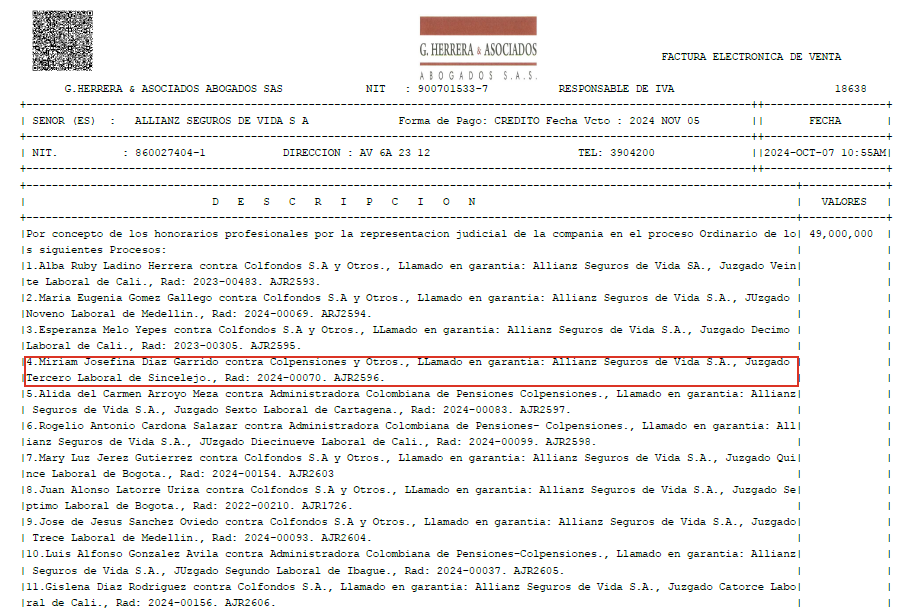 G. HERRERA & ASOCIADOS
ABOGADOS S.A.S.
FACTURA ELECTRONICA DE VENTA
G.HERRERA & ASOCIADOS ABOGADOS SAS NIT : 900701533-7 RESPONSABLE DE IVA 18638
SENOR (ES) : ALLIANZ SEGUROS DE VIDA S A Forma de Pago: CREDITO Fecha Vcto : 2024 NOV 05 FECHA
NIT. : 860027404-1 DIRECCION : AV 6A 23 12 TEL: 3904200 2024-OCT-07 10:55AM
D E S C R I P C I O N VALORES
Por concepto de los honorarios profesionales por la representacion judicial de la compania en el proceso Ordinario de lo 49,000,000
s siguientes Procesos:
1.Alba Ruby Ladino Herrera contra Colfondos S.A y Otros., Llamado en garantia: Allianz Seguros de Vida SA., Juzgado Vein
te Laboral de Cali., Rad: 2023-00483. AJR2593.
2.Maria Eugenia Gomez Gallego contra Colfondos S.A y Otros., Llamado en garantia: Allianz Seguros de Vida S.A., JUzgado
Noveno Laboral de Medellin., Rad: 2024-00069. ARJ2594.
3.Esperanza Melo Yepes contra Colfondos S.A y Otros., LLamado en garantia: Allianz Seguros de Vida S.A., Juzgado Decimo
Laboral de Cali., Rad: 2023-00305. AJR2595.
4.Miriam Josefina Diaz Garrido contra Colpensiones y Otros., LLamado en garantia: Allianz Seguros de Vida S.A., Juzgado
Tercero Laboral de Sincelejo., Rad: 2024-00070. AJR2596.
5.Alida del Carmen Arroyo Meza contra Administradora Colombiana de Pensiones Colpensiones., Llamado en garantia: Allianz
Seguros de Vida S.A., Juzgado Sexto Laboral de Cartagena., Rad: 2024-00083. AJR2597.
6.Rogelio Antonio Cardona Salazar contra Administradora Colombiana de Pensiones- Colpensiones., Llamado en garantia: All
ianz Seguros de Vida S.A., JUzgado Diecinueve Laboral de Cali., Rad: 2024-00099. AJR2598.
7.Mary Luz Jerez Gutierrez contra Colfondos S.A y Otros., LLamado en garantia: Allianz Seguros de Vida S.A., Juzgado Qui
nce Laboral de Bogota., Rad: 2024-00154. AJR2603
8.Juan Alonso Latorre Uriza contra Colfondos S.A y Otros., LLamado en garantia: Allianz Seguros de Vida S.A., Juzgado Se
ptimo Laboral de Bogota., Rad: 2022-00210. AJR1726.
9.Jose de Jesus Sanchez Oviedo contra Colfondos S.A y Otros., LLamado en garantia: Allianz Seguros de Vida S.A., Juzgado
Trece Laboral de Medellin., Rad: 2024-00093. AJR2604.
10.Luis Alfonso Gonzalez Avila contra Administradora Colombiana de Pensiones-Colpensiones., Llamado en garantia: Allianz
Seguros de Vida S.A., JUzgado Segundo Laboral de Ibague., Rad: 2024-00037. AJR2605.
11.Gislena Diaz Rodriguez contra Colfondos S.A., Llamado en garantia: Allianz Seguros de Vida S.A., Juzgado Catorce Labo
ral de Cali., Rad: 2024-00156. AJR2606.